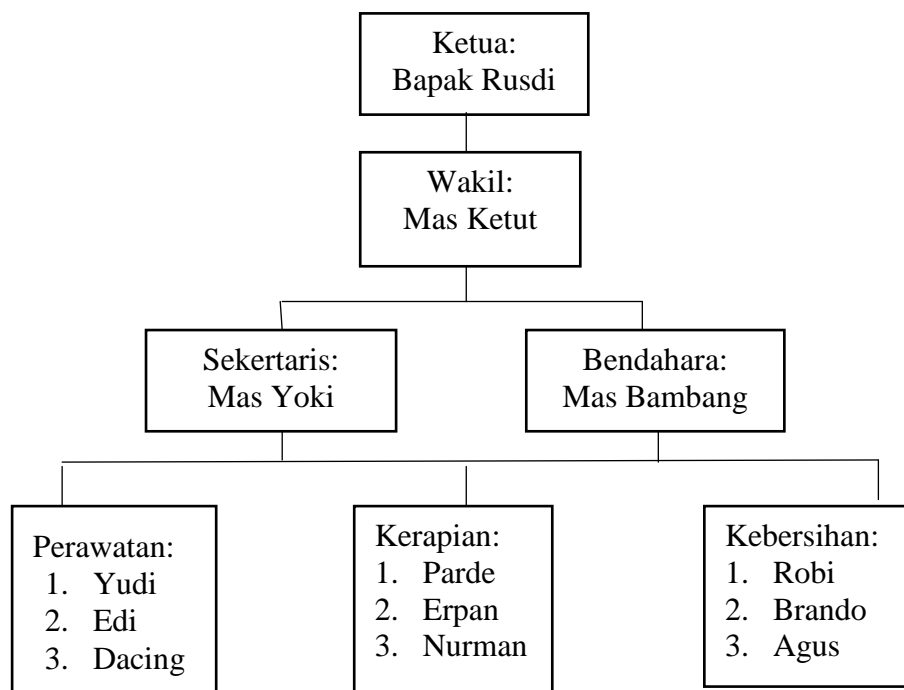 Ketua:
Bapak Rusdi
Wakil:
Mas Ketut
Sekertaris:
Mas Yoki
Bendahara:
Mas Bambang
Perawatan:
1. Yudi
2. Edi
3. Dacing
Kerapian:
1. Parde
2. Erpan
3. Nurman
Kebersihan:
1. Robi
2. Brando
3. Agus